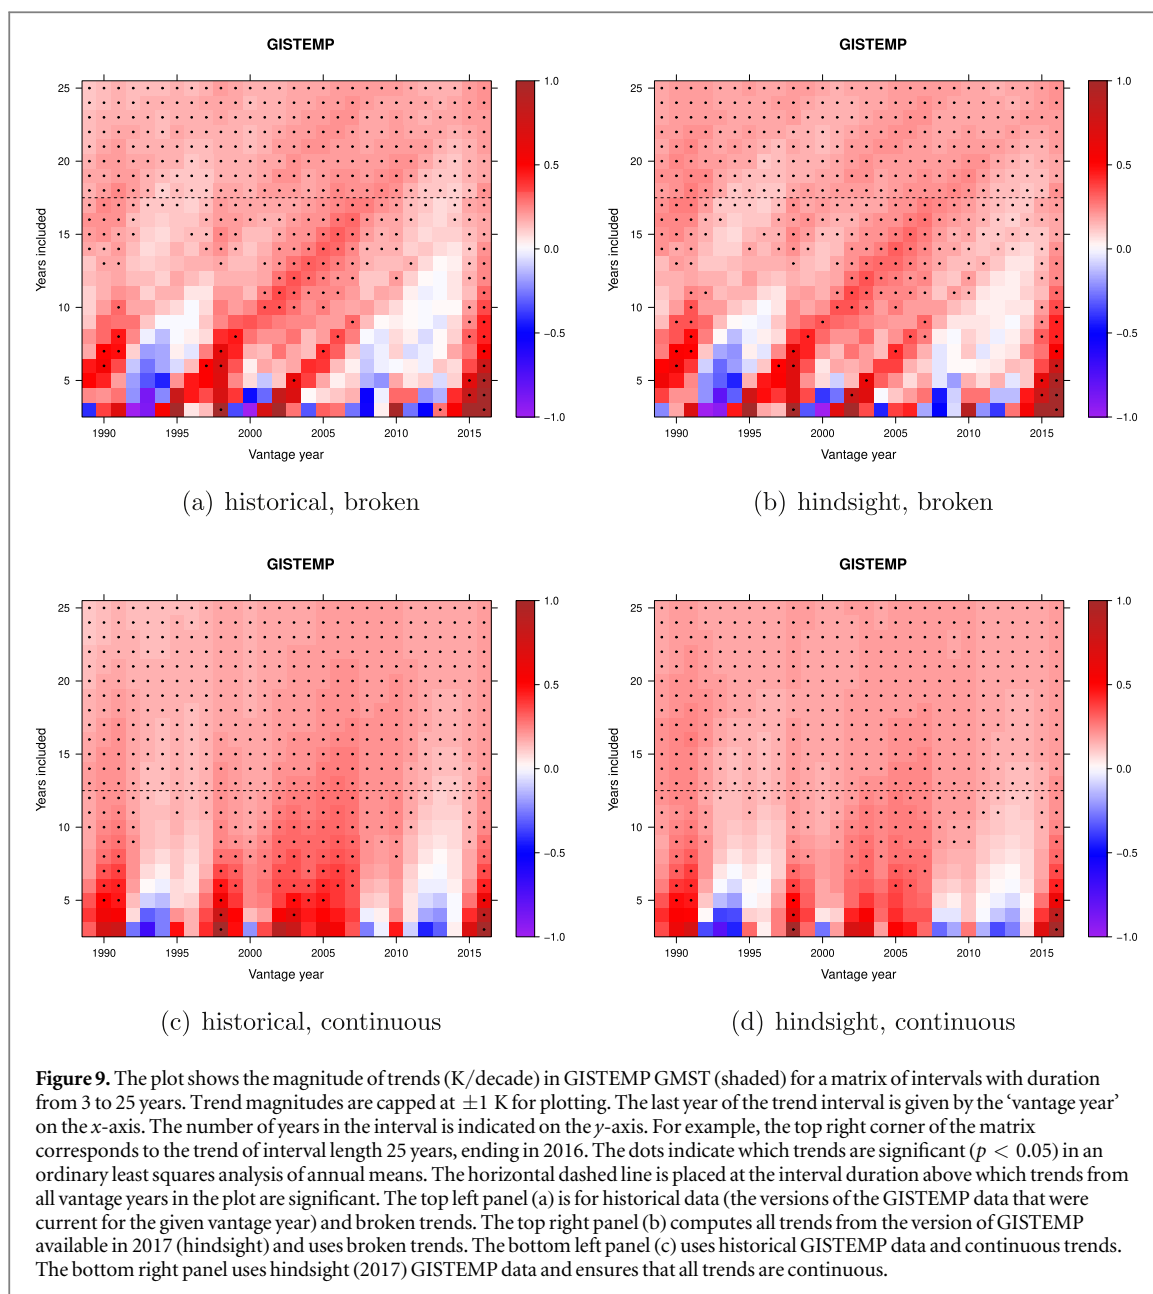 GISTEMP
GISTEMP
25
20
15
10
5
Years included
1990
1995
2000
2005
2010
2015
Vantage year
1.0
0.5
0.0
−0.5
−1.0
25
20
15
10
5
Years included
1990
1995
2000
2005
2010
2015
Vantage year
1.0
0.5
0.0
−0.5
−1.0
(a) historical, broken
(b) hindsight, broken
GISTEMP
GISTEMP
25
20
15
10
5
Years included
1990
1995
2000
2005
2010
2015
Vantage year
1.0
0.5
0.0
−0.5
−1.0
25
20
15
10
5
Years included
1990
1995
2000
2005
2010
2015
Vantage year
1.0
0.5
0.0
−0.5
−1.0
(c) historical, continuous
(d) hindsight, continuous
Figure 9. The plot shows the magnitude of trends (K/decade) in GISTEMP GMST (shaded) for a matrix of intervals with duration
from 3 to 25 years. Trend magnitudes are capped at ±1 K for plotting. The last year of the trend interval is given by the ‘vantage year’
on the x-axis. The number of years in the interval is indicated on the y-axis. For example, the top right corner of the matrix
corresponds to the trend of interval length 25 years, ending in 2016. The dots indicate which trends are significant (p < 0.05) in an
ordinary least squares analysis of annual means. The horizontal dashed line is placed at the interval duration above which trends from
all vantage years in the plot are significant. The top left panel (a) is for historical data (the versions of the GISTEMP data that were
current for the given vantage year) and broken trends. The top right panel (b) computes all trends from the version of GISTEMP
available in 2017 (hindsight) and uses broken trends. The bottom left panel (c) uses historical GISTEMP data and continuous trends.
The bottom right panel uses hindsight (2017) GISTEMP data and ensures that all trends are continuous.